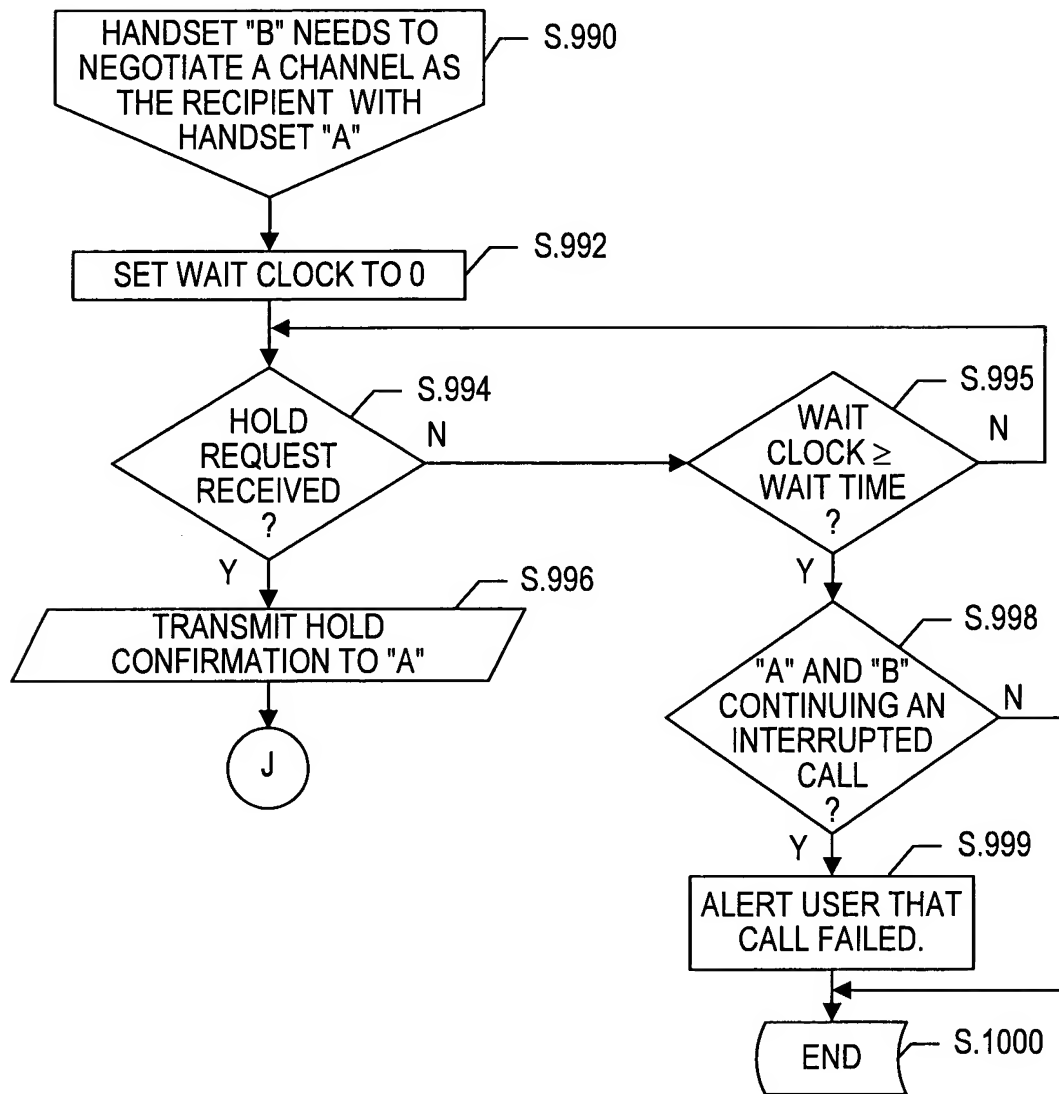 HANDSET "B" NEEDS TO
NEGOTIATE A CHANNEL AS
THE RECIPIENT WITH
HANDSET "A"
S.990
SET WAIT CLOCK TO 0
S.992
HOLD
REQUEST
RECEIVED
?
S.994
N
Y
WAIT
CLOCK ≥
WAIT TIME
?
S.995
N
Y
TRANSMIT HOLD
CONFIRMATION TO "A"
S.996
J
"A" AND "B"
CONTINUING AN
INTERRUPTED
CALL
?
S.998
N
Y
ALERT USER THAT
CALL FAILED.
S.999
END
S.1000